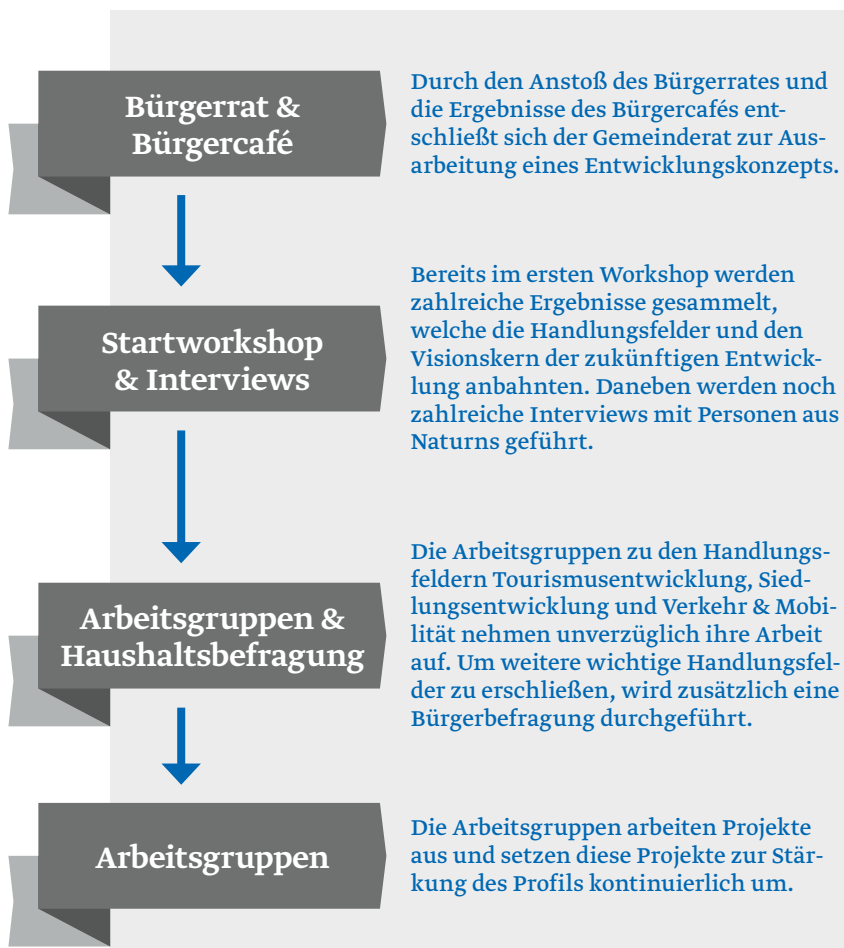 Bürgerrat &
Bürgercafé
Durch den Anstoß des Bürgerrates und
die Ergebnisse des Bürgercafés ent-
schließt sich der Gemeinderat zur Aus-
arbeitung eines Entwicklungskonzepts.
Startworkshop
& Interviews
Bereits im ersten Workshop werden
zahlreiche Ergebnisse gesammelt,
welche die Handlungsfelder und den
Visionskern der zukünftigen Entwick-
lung anbahnten. Daneben werden noch
zahlreiche Interviews mit Personen aus
Naturns geführt.
Arbeitsgruppen &
Haushaltsbefragung
Die Arbeitsgruppen zu den Handlungs-
feldern Tourismusentwicklung, Sied-
lungsentwicklung und Verkehr & Mobi-
lität nehmen unverzüglich ihre Arbeit
auf. Um weitere wichtige Handlungsfel-
der zu erschließen, wird zusätzlich eine
Bürgerbefragung durchgeführt.
Arbeitsgruppen
Die Arbeitsgruppen arbeiten Projekte
aus und setzen diese Projekte zur Stär-
kung des Profils kontinuierlich um.